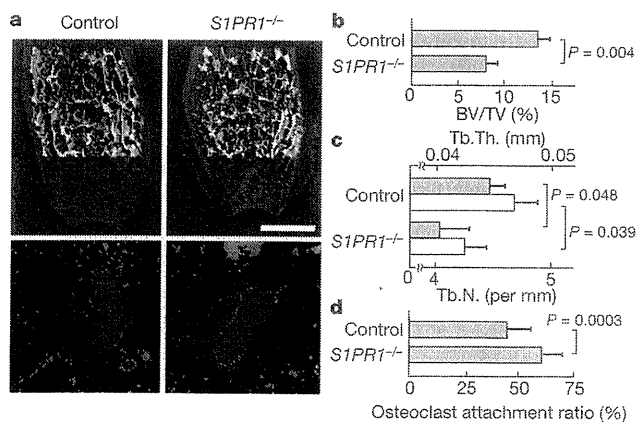 a
Control
S1PR1−/−
b
Control
S1PR1−/−
P = 0.004
0 5 10 15
BV/TV (%)
c
Tb.Th. (mm)
0.04 0.05
Control
S1PR1−/−
P = 0.048
P = 0.039
0 4 5
Tb.N. (per mm)
d
Control
S1PR1−/−
P = 0.0003
0 25 50 75
Osteoclast attachment ratio (%)